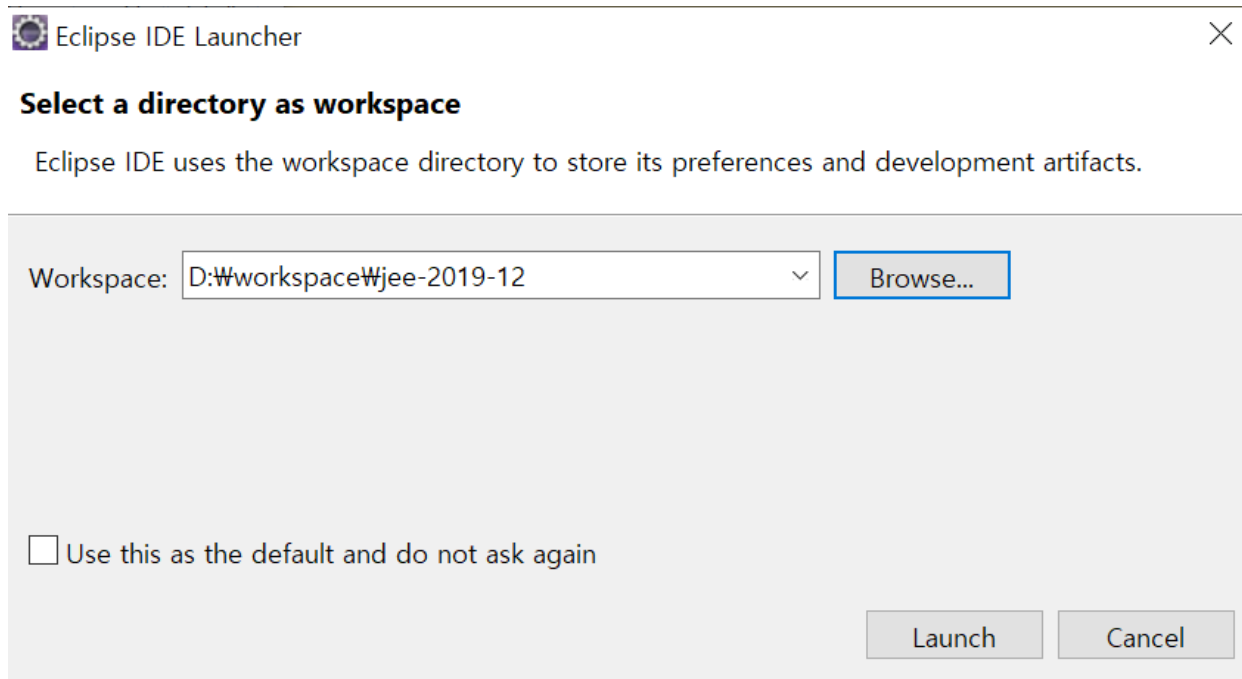 Eclipse IDE Launcher
Select a directory as workspace
Eclipse IDE uses the workspace directory to store its preferences and development artifacts.
Workspace: D:₩workspace₩jee-2019-12 Browse...
Use this as the default and do not ask again
Launch Cancel